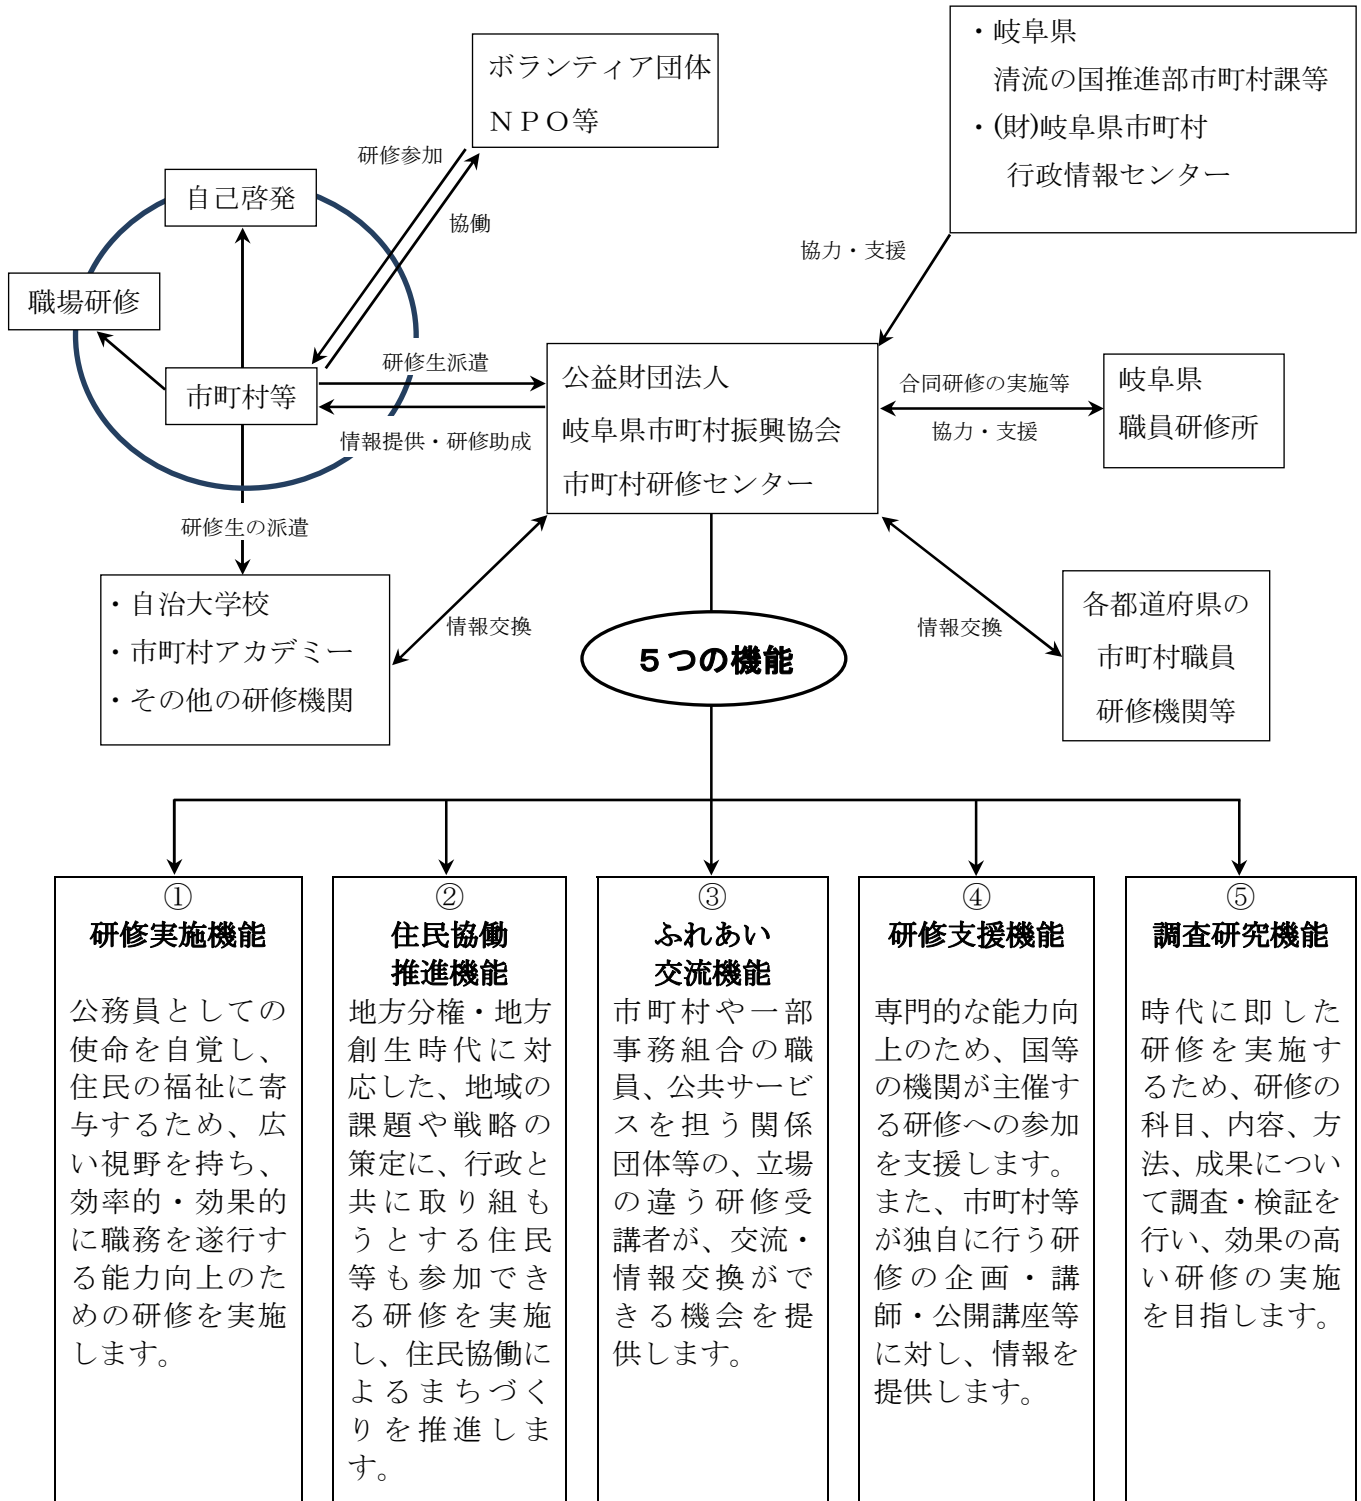 ボランティア団体
ＮＰＯ等
・岐阜県
清流の国推進部市町村課等
・(財)岐阜県市町村
行政情報センター
研修参加
協働
自己啓発
職場研修
市町村等
協力・支援
研修生派遣
情報提供・研修助成
公益財団法人
岐阜県市町村振興協会
市町村研修センター
合同研修の実施等
協力・支援
岐阜県
職員研修所
研修生の派遣
・自治大学校
・市町村アカデミー
・その他の研修機関
情報交換
５つの機能
情報交換
各都道府県の
市町村職員
研修機関等
①
研修実施機能
公務員としての
使命を自覚し、
住民の福祉に寄
与するため、広
い視野を持ち、
効率的・効果的
に職務を遂行す
る能力向上のた
めの研修を実施
します。
②
住民協働
推進機能
地方分権・地方
創生時代に対
応した、地域の
課題や戦略の
策定に、行政と
共に取り組も
うとする住民
等も参加でき
る研修を実施
し、住民協働に
よるまちづく
りを推進しま
す。
③
ふれあい
交流機能
市町村や一部
事務組合の職
員、公共サービ
スを担う関係
団体等の、立場
の違う研修受
講者が、交流・
情報交換がで
きる機会を提
供します。
④
研修支援機能
専門的な能力向
上のため、国等
の機関が主催す
る研修への参加
を支援します。
また、市町村等
が独自に行う研
修の企画・講
師・公開講座等
に対し、情報を
提供します。
⑤
調査研究機能
時代に即した
研修を実施す
るため、研修の
科目、内容、方
法、成果につい
て調査・検証を
行い、効果の高
い研修の実施
を目指します。